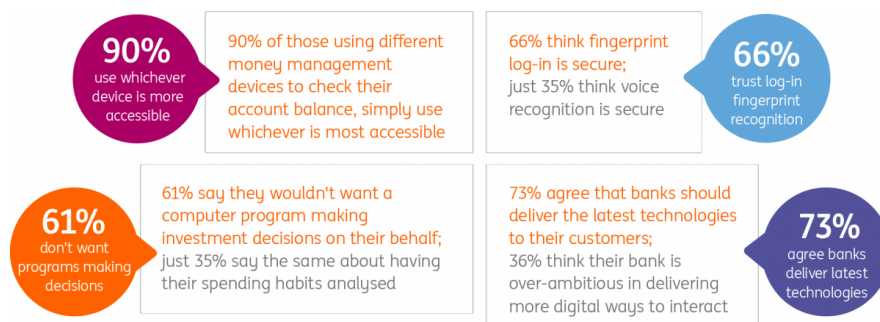 90%
use whichever
device is more
accessible
90% of those using different
money management
devices to check their
account balance, simply use
whichever is most accessible
66% think fingerprint
log-in is secure;
just 35% think voice
recognition is secure
66%
trust log-in
fingerprint
recognition
61%
don't want
programs making
decisions
61% say they wouldn't want a
computer program making
investment decisions on their behalf;
just 35% say the same about having
their spending habits analysed
73% agree that banks should
deliver the latest technologies
to their customers;
36% think their bank is
over-ambitious in delivering
more digital ways to interact
73%
agree banks
deliver latest
technologies